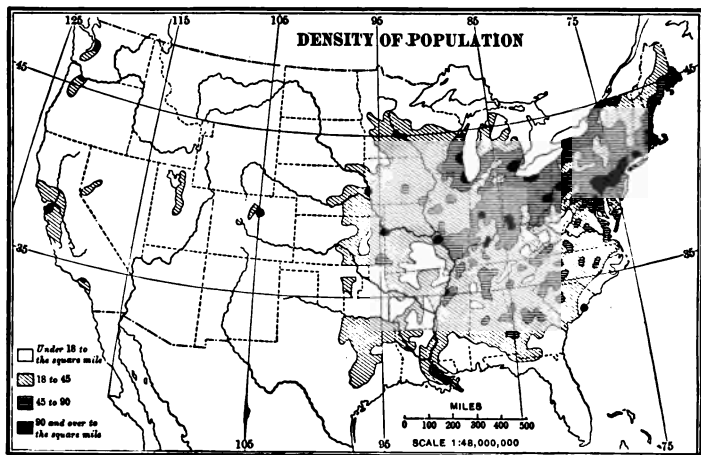 125
115
105
95
85
75
DENSITY OF POPULATION
45
45
35
35
Under 18 to
the square mile
18 to 45
45 to 90
90 and over to
the square mile
MILES
0 100 200 300 400 500
SCALE 1:48,000,000
105
95
75